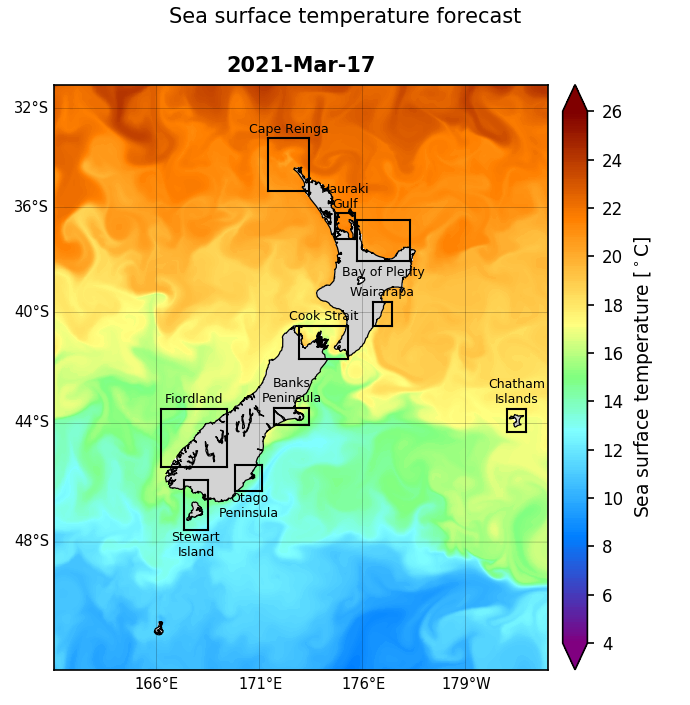 Sea surface temperature forecast
2021-Mar-17
32°S
36°S
40°S
44°S
48°S
166°E
171°E
176°E
179°W
Cape Reinga
Hauraki
Gulf
Bay of Plenty
Wairarapa
Cook Strait
Banks
Peninsula
Fiordland
Chatham
Islands
Otago
Peninsula
Stewart
Island
26
24
22
20
18
16
14
12
10
8
6
4
Sea surface temperature [°C]